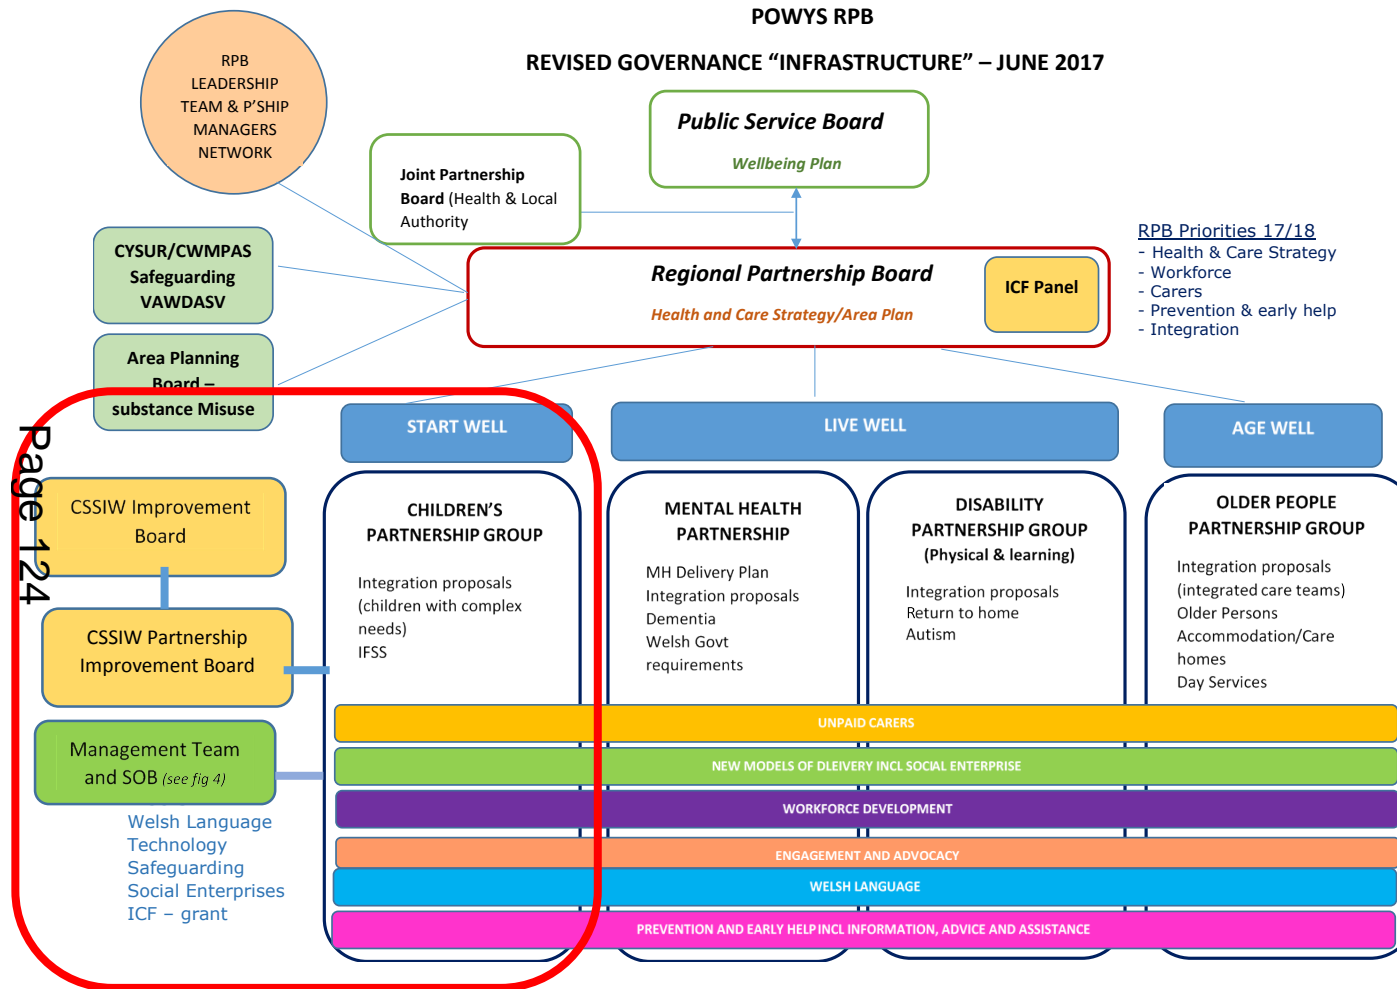 POWYS RPB
REVISED GOVERNANCE “INFRASTRUCTURE” – JUNE 2017
RPB
LEADERSHIP
TEAM & P’SHIP
MANAGERS
NETWORK
Public Service Board
Wellbeing Plan
Joint Partnership
Board (Health & Local
Authority
CYSUR/CWMPAS
Safeguarding
VAWDASV
Regional Partnership Board
Health and Care Strategy/Area Plan
ICF Panel
RPB Priorities 17/18
- Health & Care Strategy
- Workforce
- Carers
- Prevention & early help
- Integration
Area Planning
Board –
substance Misuse
START WELL
LIVE WELL
AGE WELL
Page 124
CSSIW Improvement
Board
CSSIW Partnership
Improvement Board
Management Team
and SOB (see fig 4)
Welsh Language
Technology
Safeguarding
Social Enterprises
ICF – grant
CHILDREN’S
PARTNERSHIP GROUP
Integration proposals
(children with complex
needs)
IFSS
MENTAL HEALTH
PARTNERSHIP
MH Delivery Plan
Integration proposals
Dementia
Welsh Govt
requirements
DISABILITY
PARTNERSHIP GROUP
(Physical & learning)
Integration proposals
Return to home
Autism
OLDER PEOPLE
PARTNERSHIP GROUP
Integration proposals
(integrated care teams)
Older Persons
Accommodation/Care
homes
Day Services
UNPAID CARERS
NEW MODELS OF DLEIVERY INCL SOCIAL ENTERPRISE
WORKFORCE DEVELOPMENT
ENGAGEMENT AND ADVOCACY
WELSH LANGUAGE
PREVENTION AND EARLY HELP INCL INFORMATION, ADVICE AND ASSISTANCE